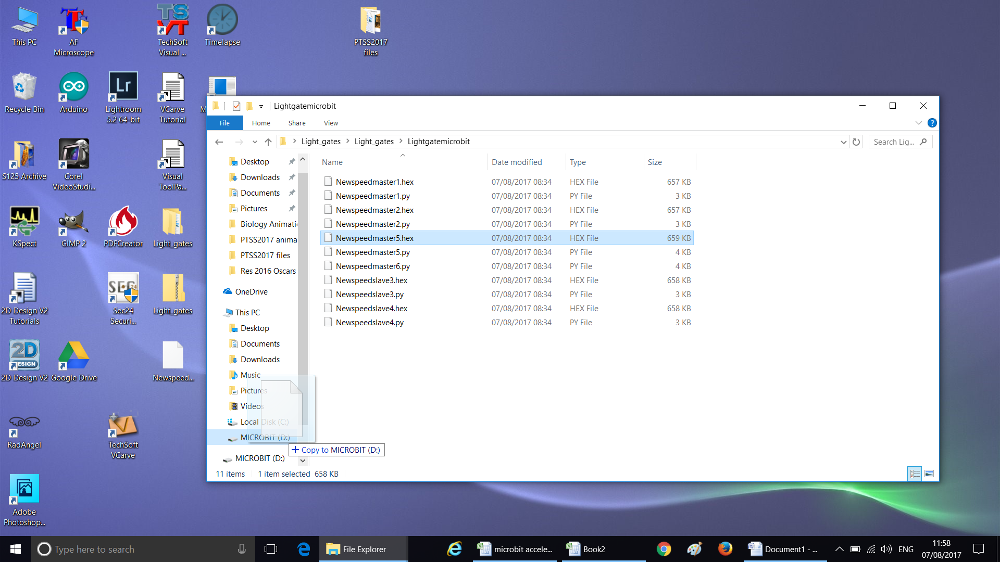 This PC
AF
Microscope
TechSoft
Visual ...
Timelapse
PTSS2017
files
Recycle Bin
Arduino
Lr
Lightroom
5.2 64-bit
VCarve
Tutorial
M
S125 Archive
Corel
VideoStudi...
Visual
ToolPa...
KSpect
GIMP 2
PDFCreator
Light_gates
2D Design V2
Tutorials
Sec24
Securi...
Light_gates
2D
DESIGN
2D Design V2
Google Drive
Newspeed...
RadAngel
TechSoft
VCarve
Adobe
Photoshop...
Lightgatemicrobit
File
Home
Share
View
?
Light_gates
Light_gates
Lightgatemicrobit
Search Lig...
Desktop
Downloads
Documents
Pictures
Biology Animati
PTSS2017 anima
PTSS2017 files
Res 2016 Oscars
OneDrive
This PC
Desktop
Documents
Downloads
Music
Pictures
Videos
Local Disk (C:)
MICROBIT (D:)
Copy to MICROBIT (D:)
MICROBIT (D:)
Name Date modified Type Size
Newspeedmaster1.hex 07/08/2017 08:34 HEX File 657 KB
Newspeedmaster1.py 07/08/2017 08:34 PY File 3 KB
Newspeedmaster2.hex 07/08/2017 08:34 HEX File 657 KB
Newspeedmaster2.py 07/08/2017 08:34 PY File 3 KB
Newspeedmaster5.hex 07/08/2017 08:34 HEX File 659 KB
Newspeedmaster5.py 07/08/2017 08:34 PY File 4 KB
Newspeedmaster6.py 07/08/2017 08:34 PY File 4 KB
Newspeedslave3.hex 07/08/2017 08:34 HEX File 658 KB
Newspeedslave3.py 07/08/2017 08:34 PY File 3 KB
Newspeedslave4.hex 07/08/2017 08:34 HEX File 658 KB
Newspeedslave4.py 07/08/2017 08:34 PY File 3 KB
11 items 1 item selected 658 KB
Type here to search
File Explorer
microbit accele...
Book2
Document1 - ...
ENG
11:58
07/08/2017